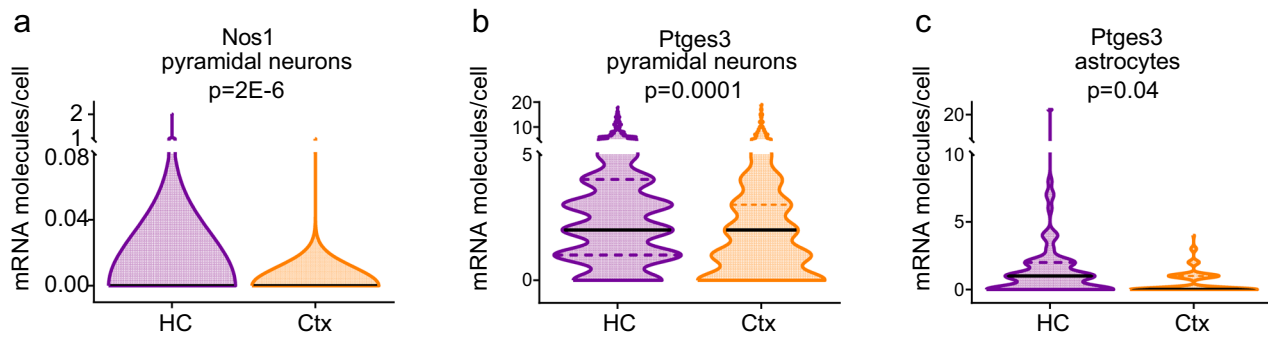 a
Nos1
pyramidal neurons
p=2E-6
mRNA molecules/cell
2
1
0.08
0.04
0.00
HC
Ctx
b
Ptges3
pyramidal neurons
p=0.0001
mRNA molecules/cell
20
10
5
0
HC
Ctx
c
Ptges3
astrocytes
p=0.04
mRNA molecules/cell
20
10
5
0
HC
Ctx